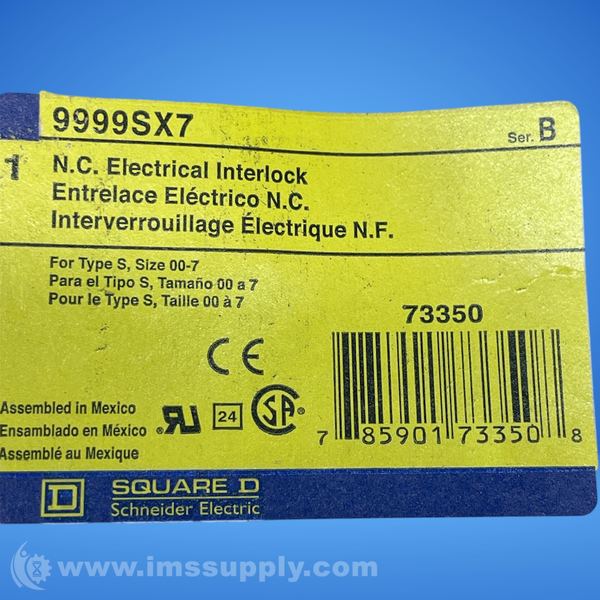 9999SX7
Ser. B
1
N.C. Electrical Interlock
Entrelace Eléctrico N.C.
Interverrouillage Électrique N.F.
For Type S, Size 00-7
Para el Tipo S, Tamaño 00 a 7
Pour le Type S, Taille 00 à 7
73350
CE
Assembled in Mexico
Ensamblado en México
Assemblé au Mexique
RU
®
24
SA
7 85901 73350 8
D
SQUARE D
Schneider Electric
www.imssupply.com